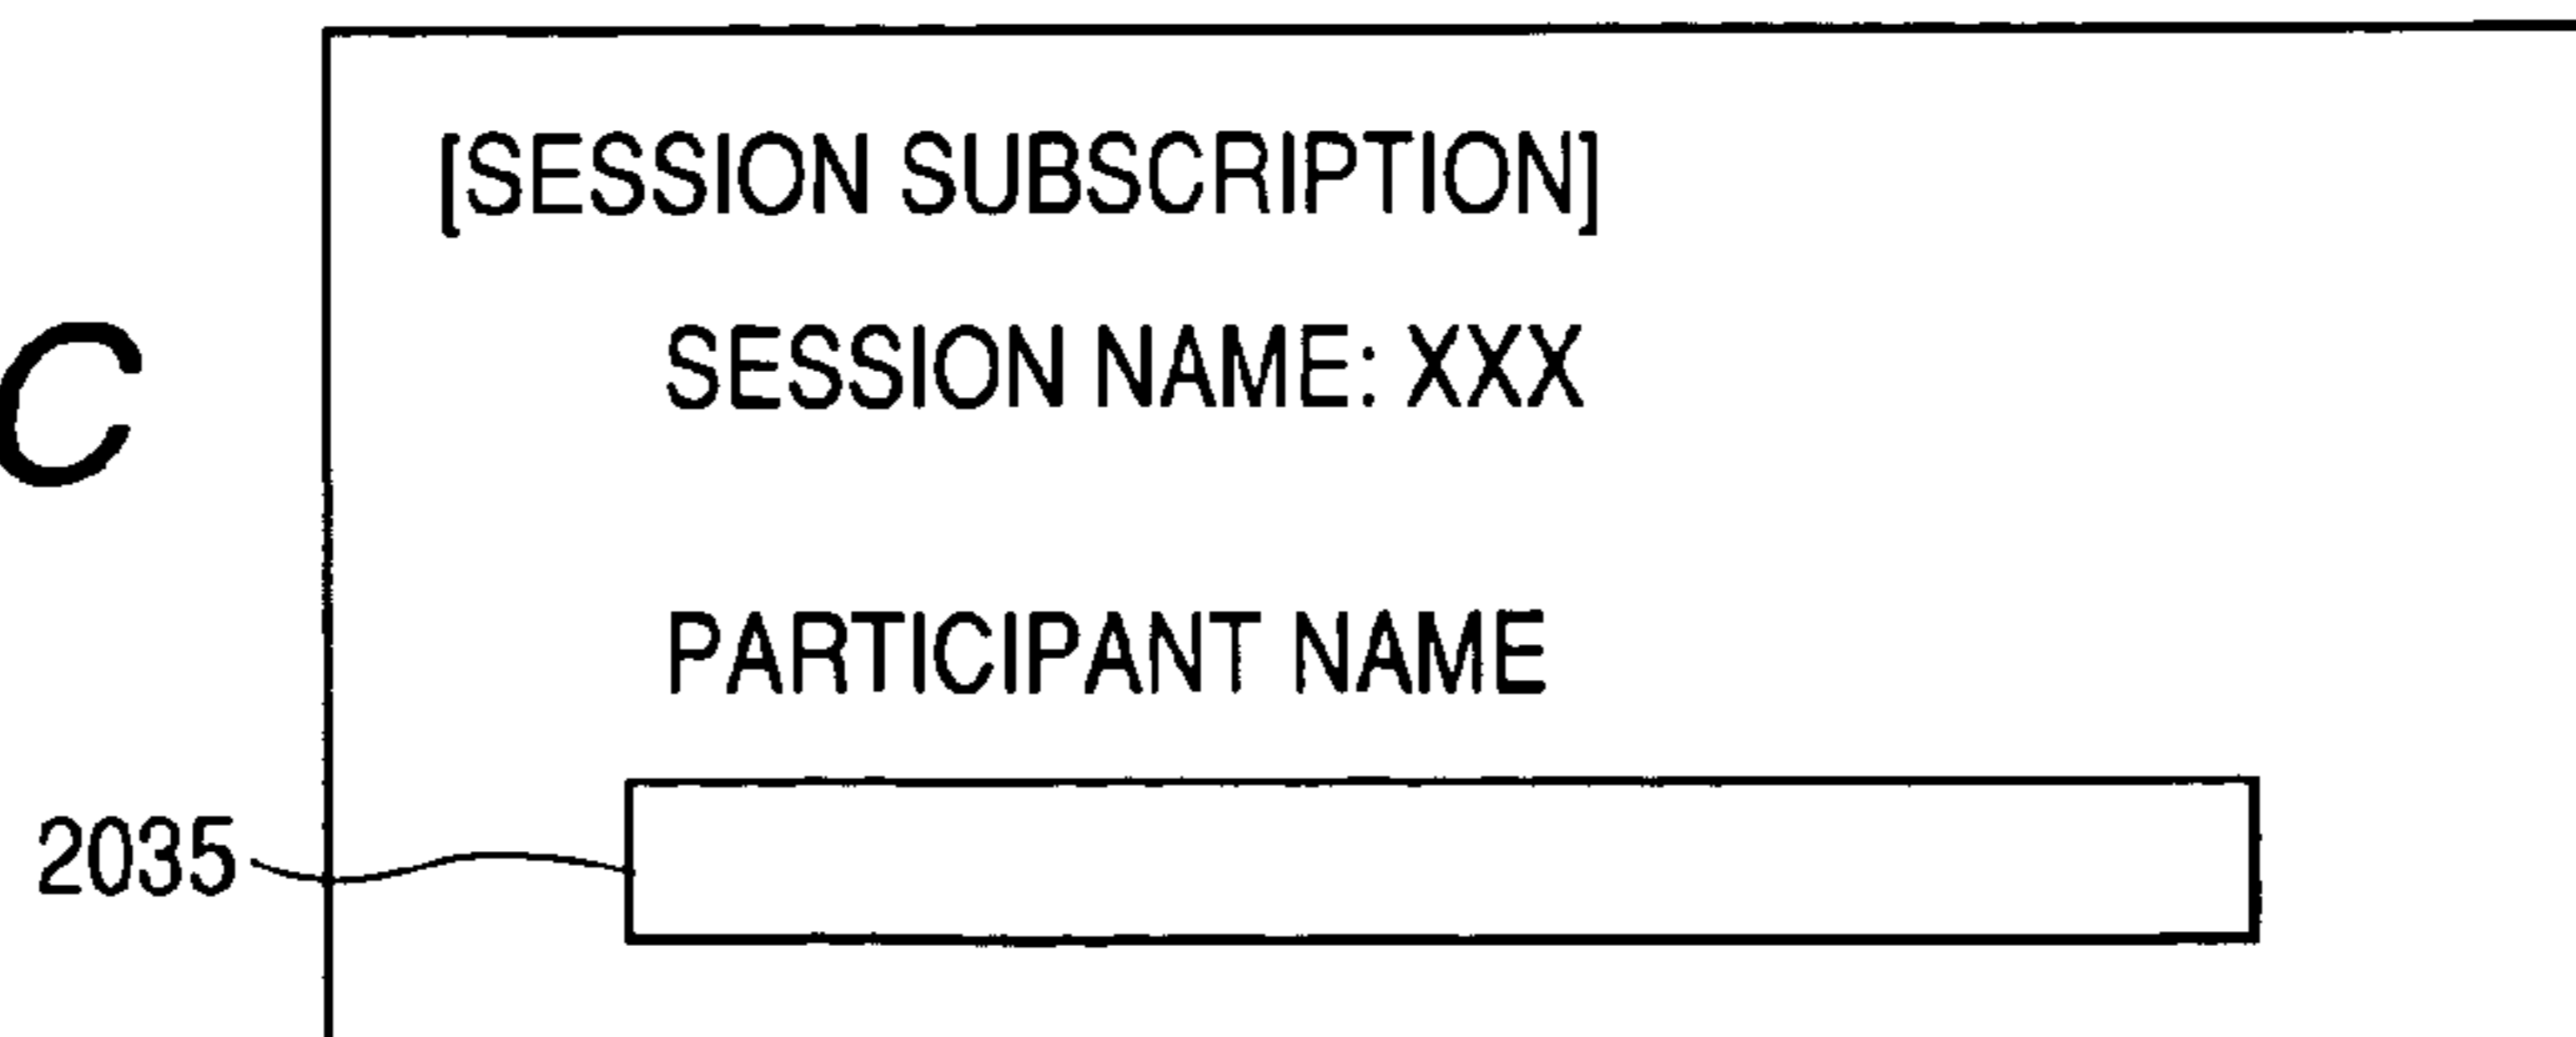 [SESSION SUBSCRIPTION]
SESSION NAME: XXX
C
PARTICIPANT NAME
2035